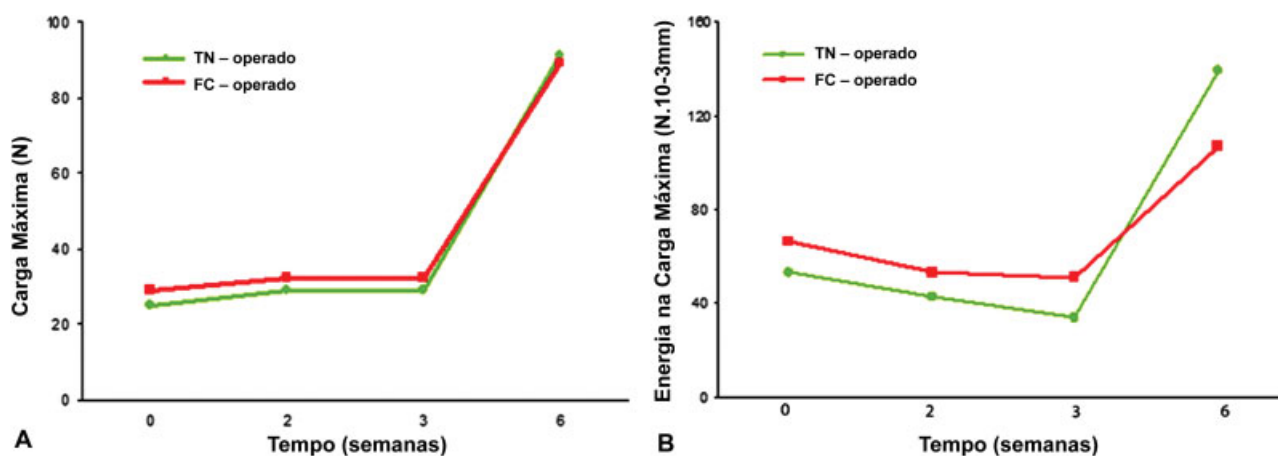 100
80
60
40
20
0
Carga Máxima (N)
TN – operado
FC – operado
0 2 3 6
A
Tempo (semanas)
160
120
80
40
0
Energia na Carga Máxima (N.10-3mm)
TN – operado
FC – operado
0 2 3 6
B
Tempo (semanas)